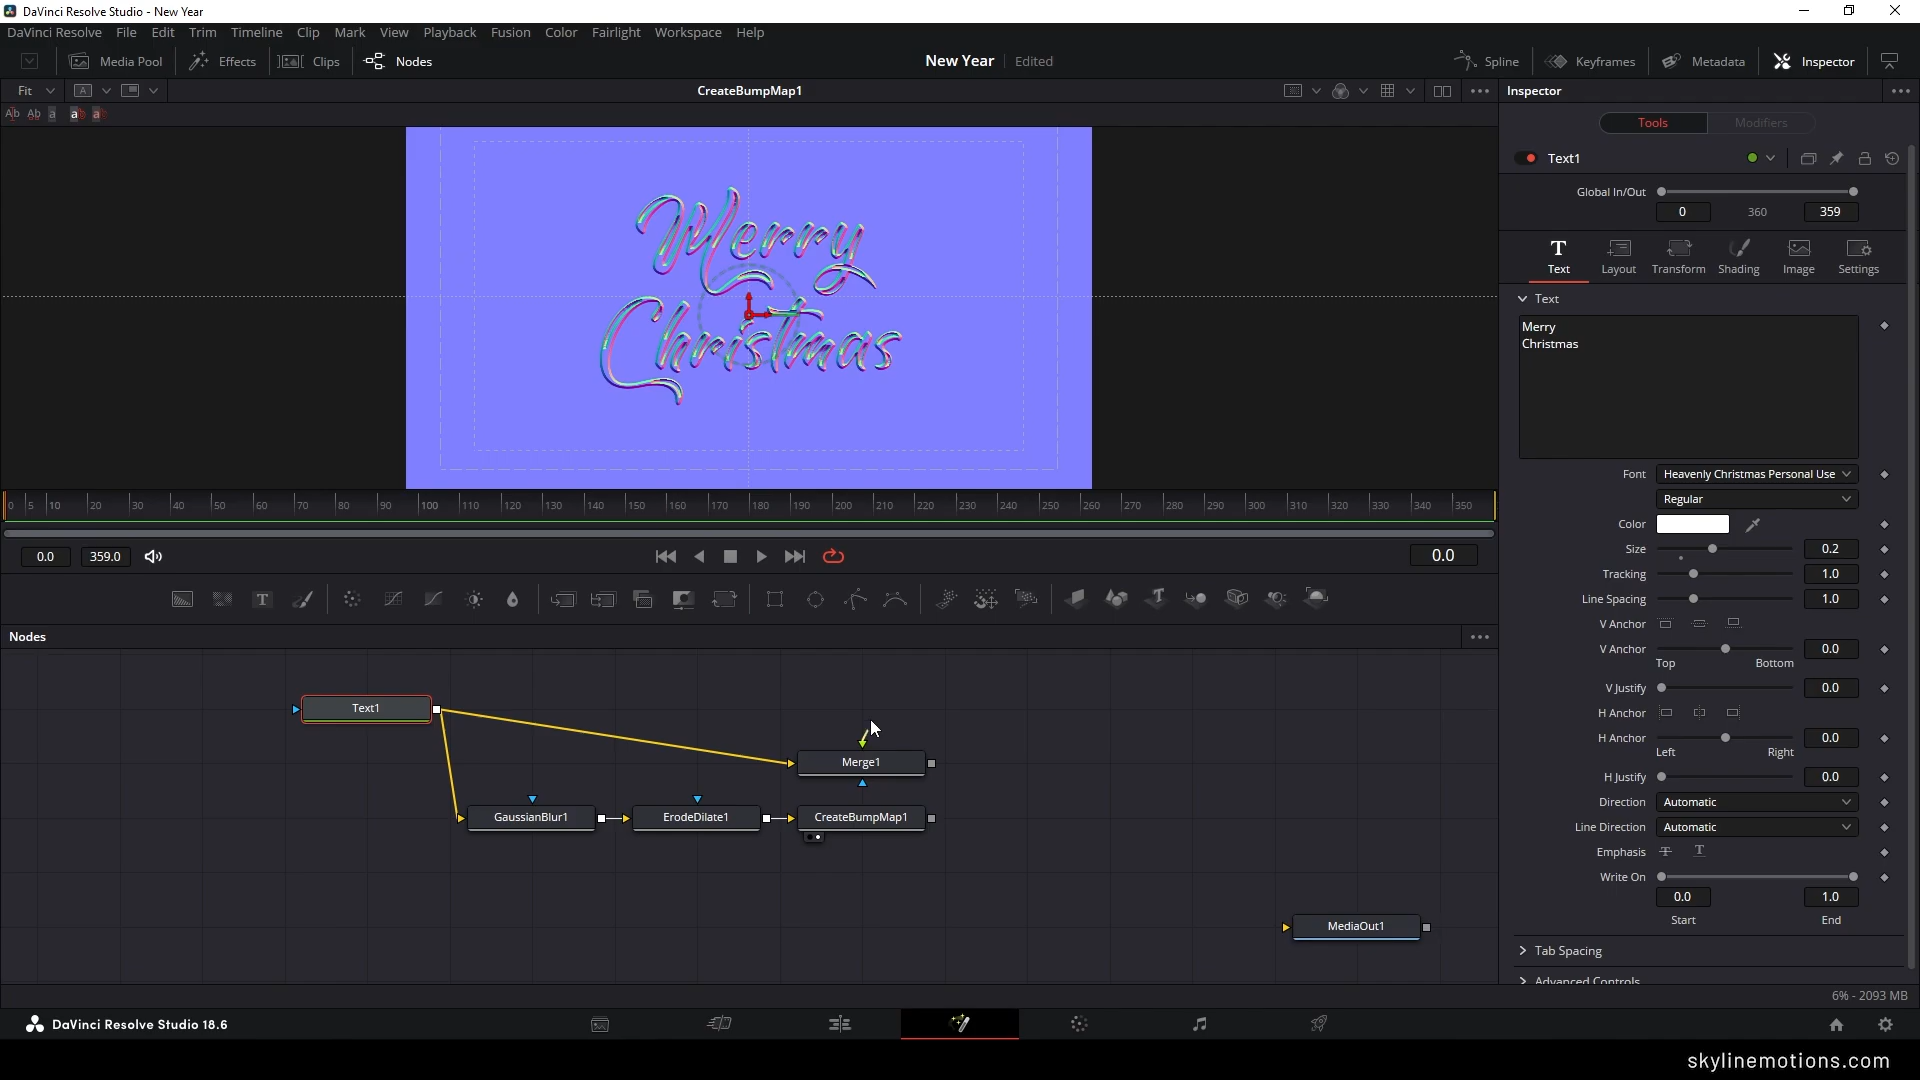 DaVinci Resolve Studio - New Year
DaVinci Resolve File Edit Trim Timeline Clip Mark View Playback Fusion Color Fairlight Workspace Help
Media Pool Effects Clips Nodes New Year Edited Spline Keyframes Metadata Inspector
Fit A CreateBumpMap1 Inspector
Ab Ab a a a
Tools Modifiers
Text1
Global In/Out
0 360 359
Text Layout Transform Shading Image Settings
Text
Merry
Christmas
Merry
Christmas
Font Heavenly Christmas Personal Use
Regular
Color
Size 0.2
Tracking 1.0
Line Spacing 1.0
V Anchor
V Anchor 0.0
Top Bottom
V Justify 0.0
H Anchor
H Anchor 0.0
Left Right
H Justify 0.0
Direction Automatic
Line Direction Automatic
Emphasis
Write On
0.0 1.0
Start End
Tab Spacing
Advanced Controls
0 5 10 20 30 40 50 60 70 80 90 100 110 120 130 140 150 160 170 180 190 200 210 220 230 240 250 260 270 280 290 300 310 320 330 340 350
0.0 359.0 0.0
Nodes
Text1
Merge1
GaussianBlur1 ErodeDilate1 CreateBumpMap1
MediaOut1
6% - 2093 MB
DaVinci Resolve Studio 18.6
skylinemotions.com